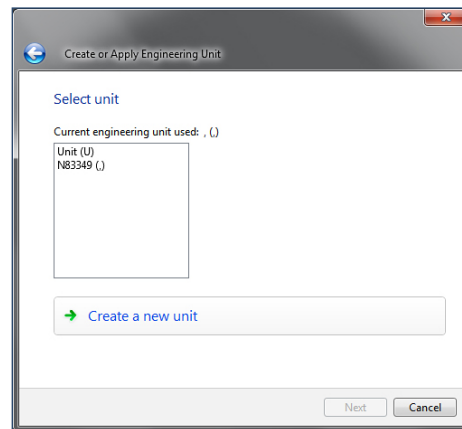 Create or Apply Engineering Unit
Select unit
Current engineering unit used: , (,)
Unit (U)
N83349 (,)
Create a new unit
Next Cancel